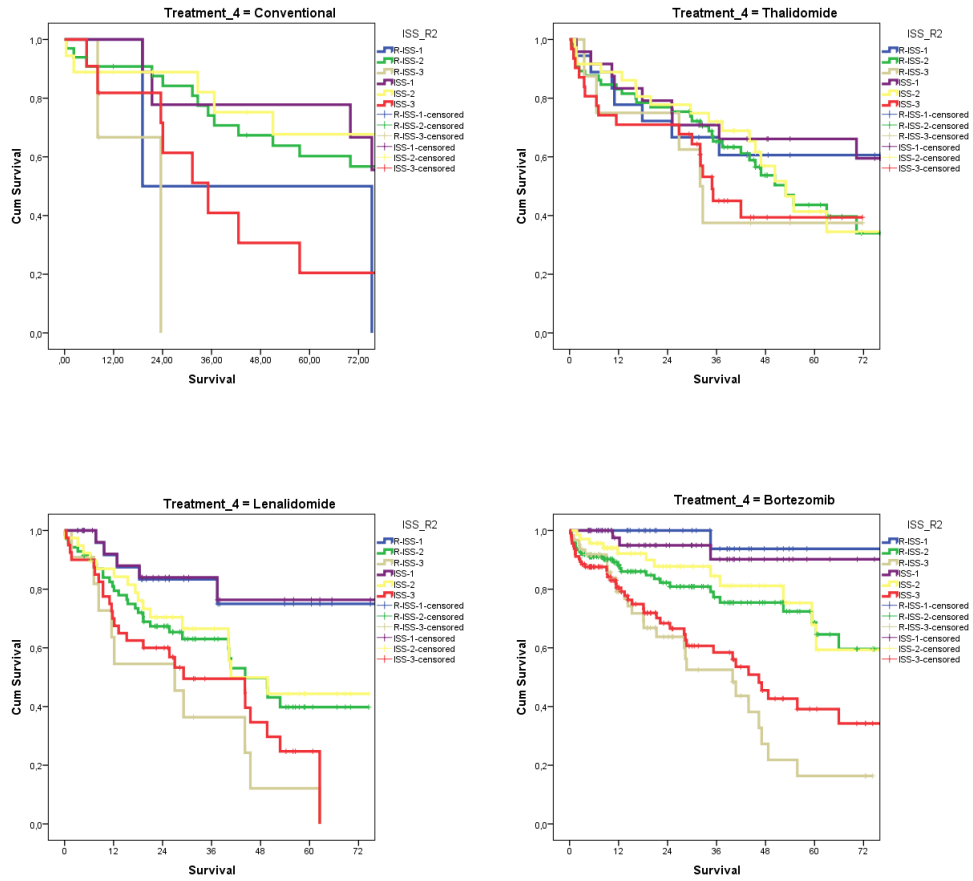 Treatment_4 = Conventional
ISS_R2
R-ISS-1
R-ISS-2
R-ISS-3
ISS-1
ISS-2
ISS-3
R-ISS-1-censored
R-ISS-2-censored
R-ISS-3-censored
ISS-1-censored
ISS-2-censored
ISS-3-censored
Cum Survival
1,0
0,8
0,6
0,4
0,2
0,0
,00 12,00 24,00 36,00 48,00 60,00 72,00
Survival
Treatment_4 = Thalidomide
ISS_R2
R-ISS-1
R-ISS-2
R-ISS-3
ISS-1
ISS-2
ISS-3
R-ISS-1-censored
R-ISS-2-censored
R-ISS-3-censored
ISS-1-censored
ISS-2-censored
ISS-3-censored
Cum Survival
1,0
0,8
0,6
0,4
0,2
0,0
0 12 24 36 48 60 72
Survival
Treatment_4 = Lenalidomide
ISS_R2
R-ISS-1
R-ISS-2
R-ISS-3
ISS-1
ISS-2
ISS-3
R-ISS-1-censored
R-ISS-2-censored
R-ISS-3-censored
ISS-1-censored
ISS-2-censored
ISS-3-censored
Cum Survival
1,0
0,8
0,6
0,4
0,2
0,0
0 12 24 36 48 60 72
Survival
Treatment_4 = Bortezomib
ISS_R2
R-ISS-1
R-ISS-2
R-ISS-3
ISS-1
ISS-2
ISS-3
R-ISS-1-censored
R-ISS-2-censored
R-ISS-3-censored
ISS-1-censored
ISS-2-censored
ISS-3-censored
Cum Survival
1,0
0,8
0,6
0,4
0,2
0,0
0 12 24 36 48 60 72
Survival